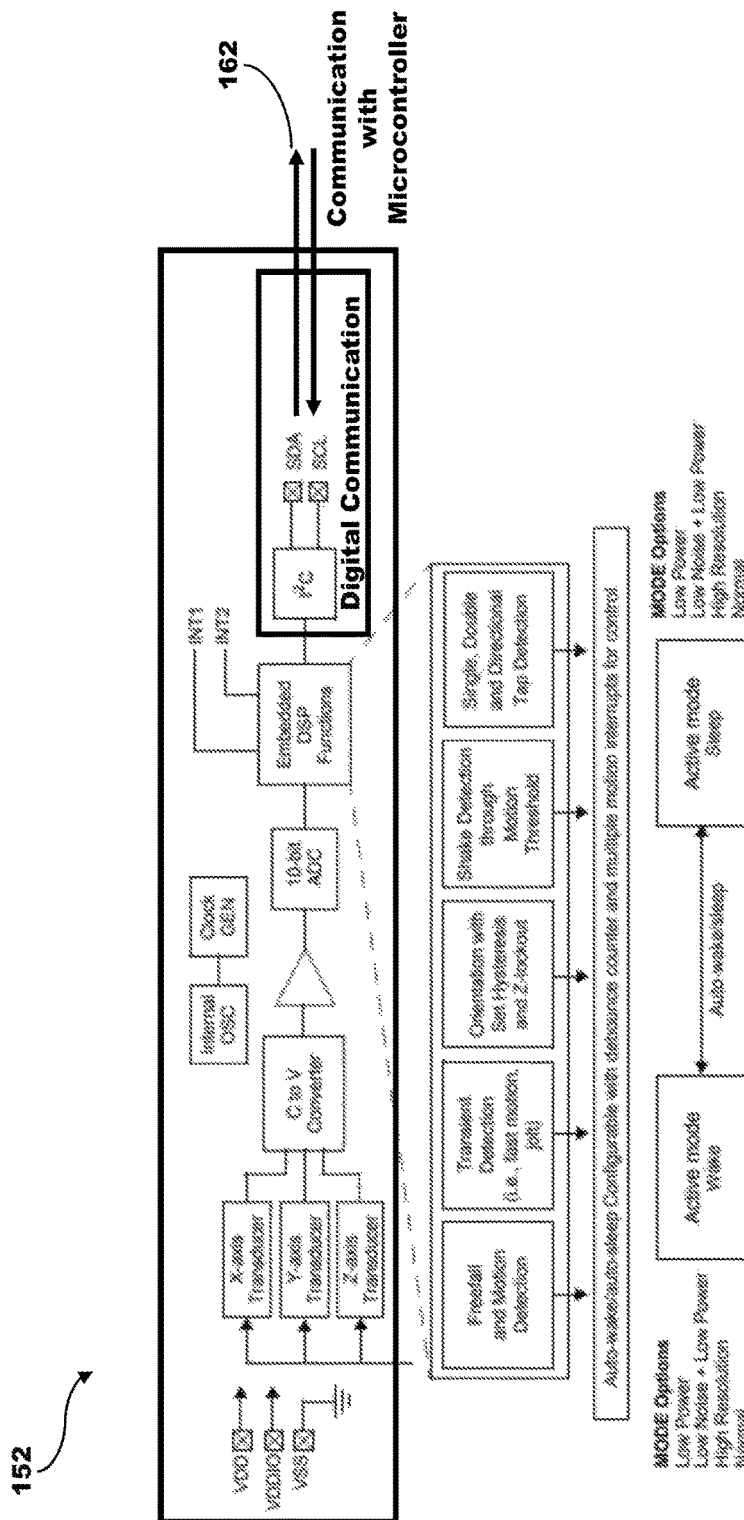 152
162
Communication
with
Microcontroller
VDD
VDDIO
VSS
X-axis
Transducer
Y-axis
Transducer
Z-axis
Transducer
Internal
OSC
Clock
GEN
C to V
Converter
10-bit
ADC
Embedded
DSP
Functions
INT1
INT2
I²C
SDA
SCL
Digital Communication
Freefall
and Motion
Detection
Transient
Detection
(i.e., fast motion,
jolt)
Orientation with
Set Hysteresis
and Z-lockout
Shake Detection
through
Motion
Threshold
Single, Double
and Directional
Tap Detection
Auto-wake/auto-sleep Configurable with debounce counter and multiple motion interrupts for control
MODE Options
Low Power
Low Noise + Low Power
High Resolution
Normal
Active mode
Wake
Auto-wake/sleep
Active mode
Sleep
MODE Options
Low Power
Low Noise + Low Power
High Resolution
Normal